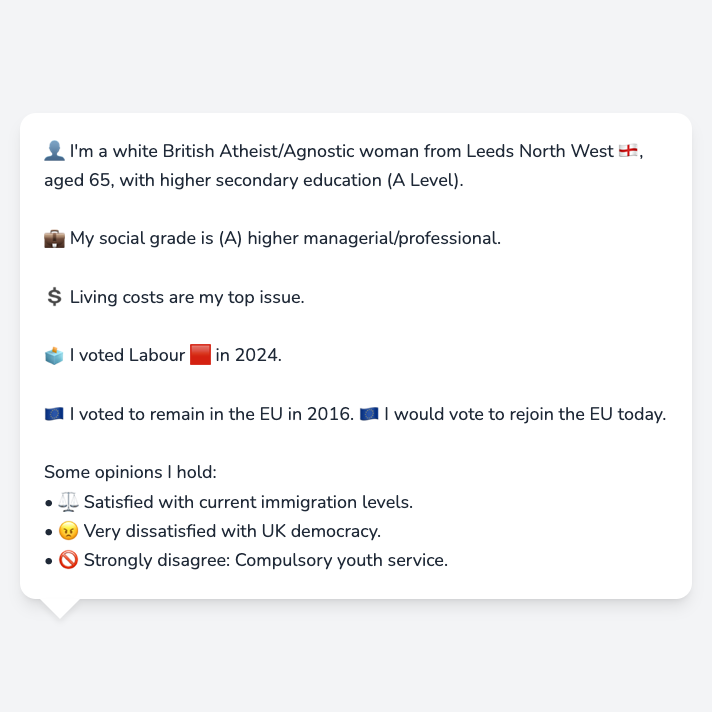 👤 I'm a white British Atheist/Agnostic woman from Leeds North West 🏴󠁧󠁢󠁥󠁮󠁧󠁿,
aged 65, with higher secondary education (A Level).
💼 My social grade is (A) higher managerial/professional.
💲 Living costs are my top issue.
🗳️ I voted Labour 🟥 in 2024.
🇪🇺 I voted to remain in the EU in 2016. 🇪🇺 I would vote to rejoin the EU today.
Some opinions I hold:
• ⚖️ Satisfied with current immigration levels.
• 😠 Very dissatisfied with UK democracy.
• 🚫 Strongly disagree: Compulsory youth service.